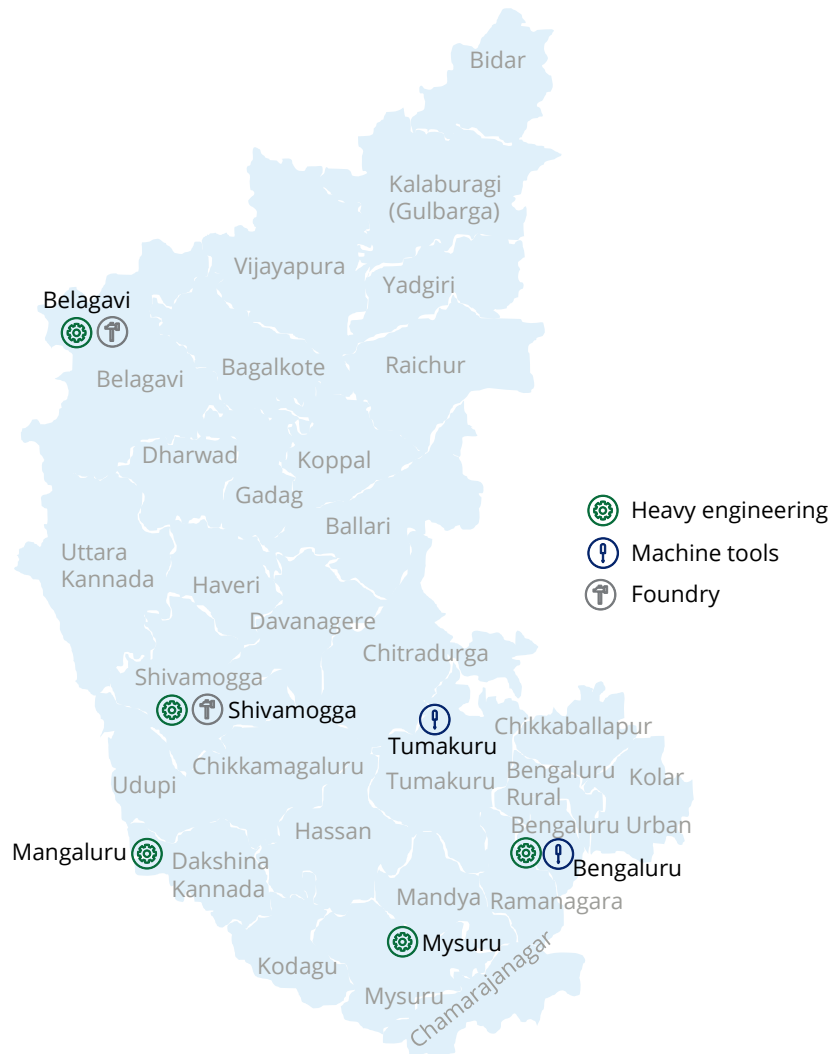 Bidar
Kalaburagi
(Gulbarga)
Vijayapura
Yadgiri
Belagavi
Belagavi
Bagalkote
Raichur
Dharwad
Koppal
Gadag
Ballari
Heavy engineering
Machine tools
Foundry
Uttara
Kannada
Haveri
Davanagere
Chitradurga
Shivamogga
Shivamogga
Tumakuru
Chikkaballapur
Chikkamagaluru
Tumakuru
Bengaluru
Rural
Kolar
Udupi
Hassan
Bengaluru Urban
Mangaluru
Dakshina
Kannada
Bengaluru
Mandya
Ramanagara
Mysuru
Kodagu
Mysuru
Chamarajanagar